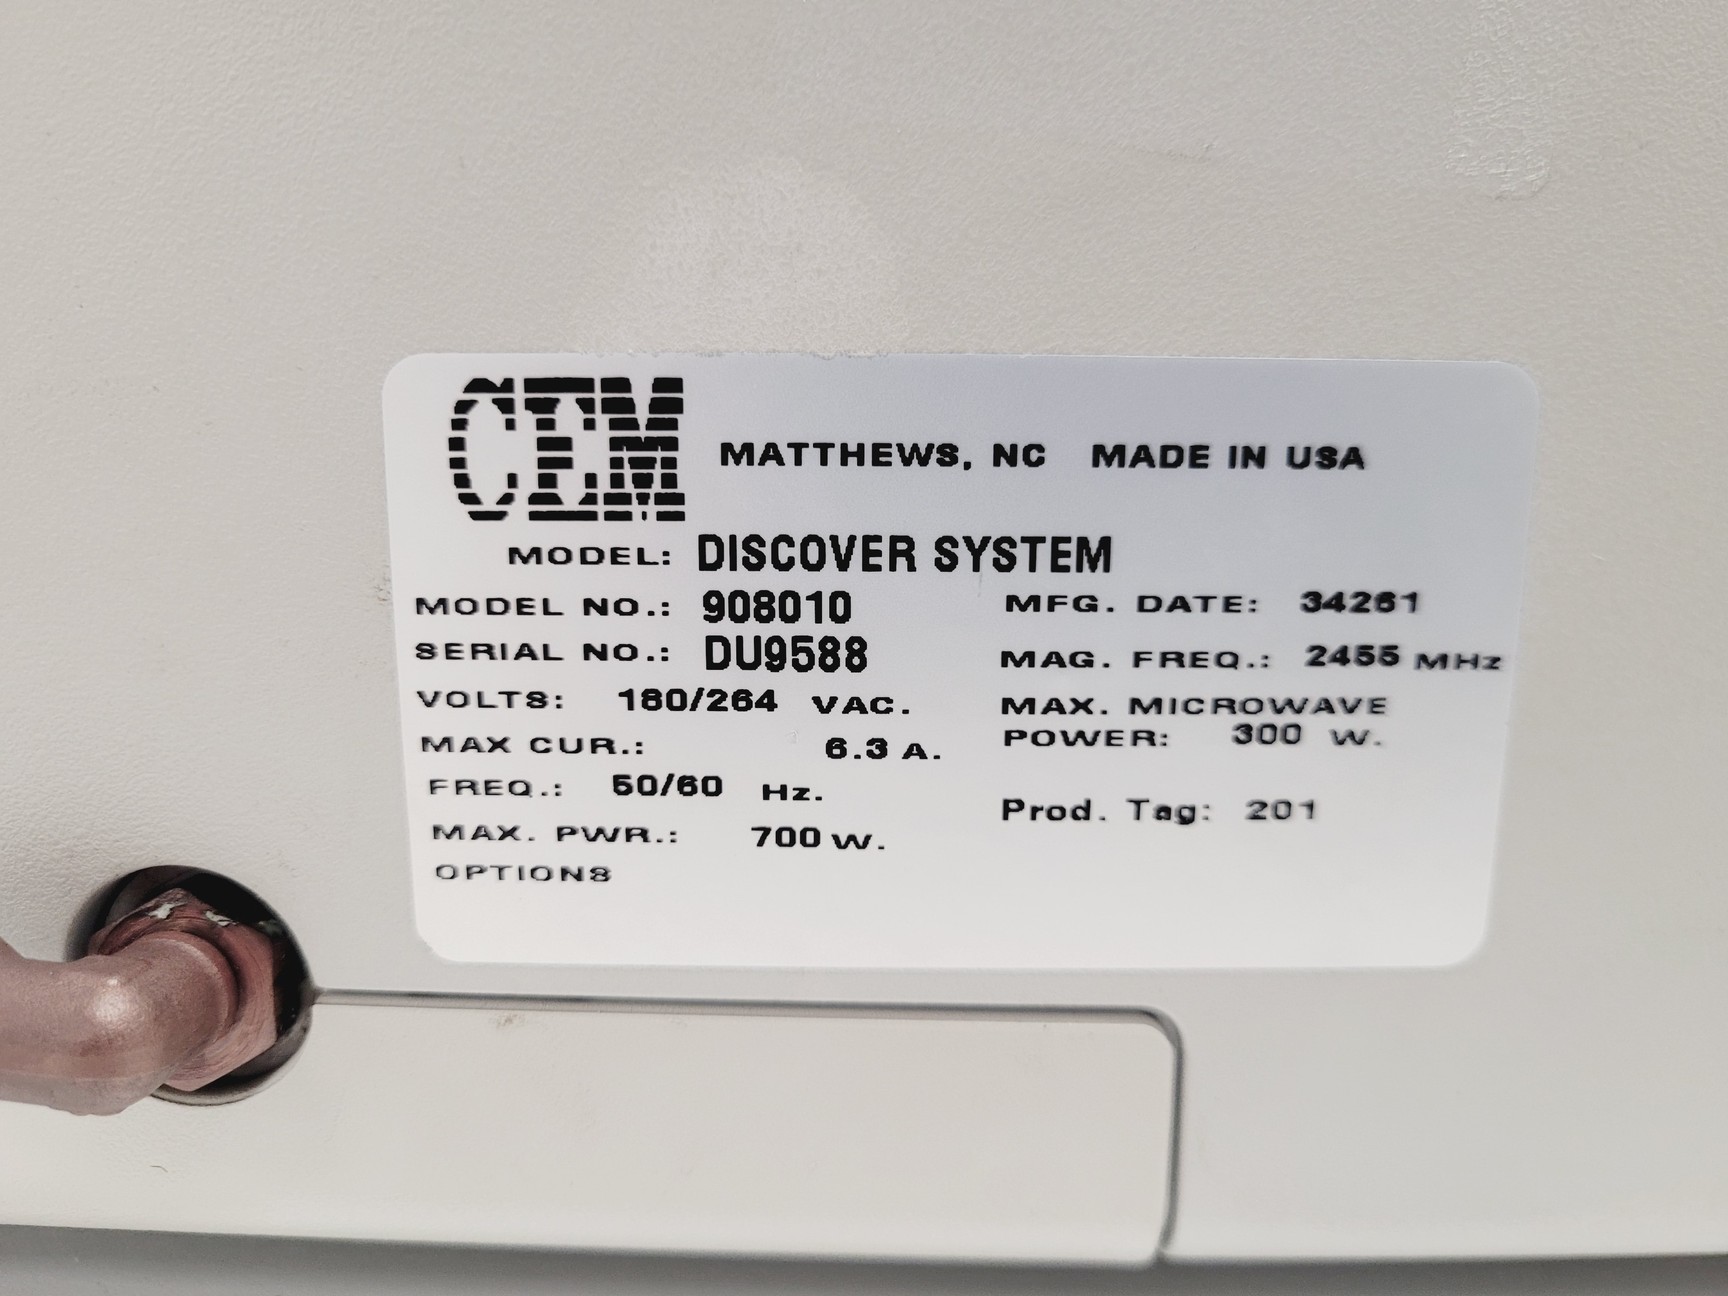 CEM MATTHEWS, NC MADE IN USA
MODEL: DISCOVER SYSTEM
MODEL NO.: 908010 MFG. DATE: 34261
SERIAL NO.: DU9588 MAG. FREQ.: 2455 MHz
VOLTS: 180/264 VAC. MAX. MICROWAVE
MAX CUR.: 6.3 A. POWER: 300 W.
FREQ.: 50/60 Hz.
MAX. PWR.: 700 W. Prod. Tag: 201
OPTIONS